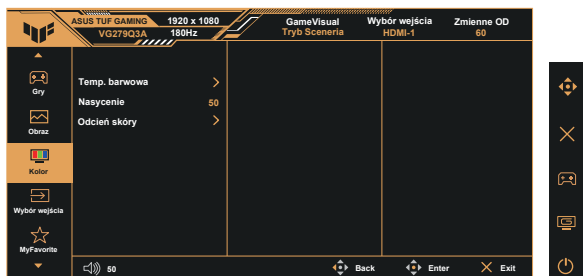 ASUS TUF GAMING 1920 x 1080 GameVisual Wybór wejścia Zmienne OD
VG279Q3A 180Hz Tryb Sceneria HDMI-1 60
Gry
Obraz
Kolor
Wybór wejścia
MyFavorite
Temp. barwowa
Nasycenie 50
Odcień skóry
50 Back Enter Exit